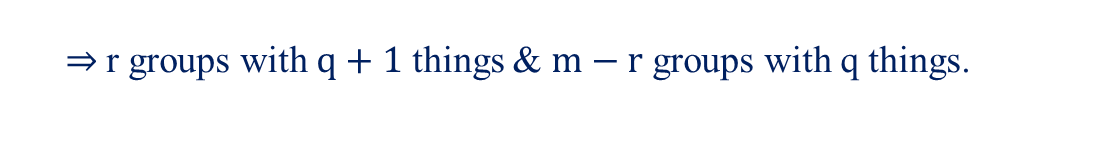 ⇒ r groups with q + 1 things & m − r groups with q things.